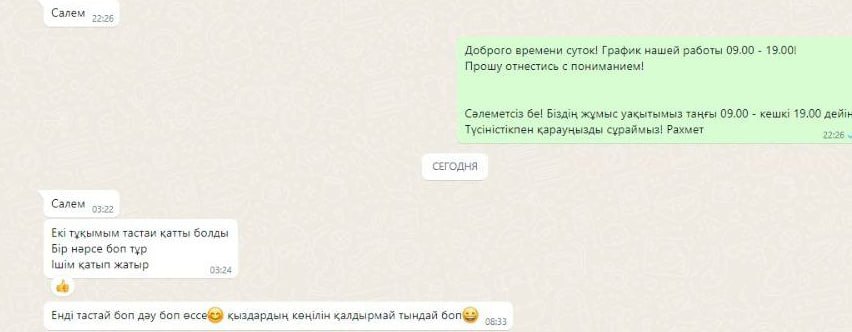 Салем 22:26
Доброго времени суток! График нашей работы 09.00 - 19.00!
Прошу отнестись с пониманием!
Сәлеметсіз бе! Біздің жұмыс уақытымыз таңғы 09.00 - кешкі 19.00 дейін
Түсіністікпен қарауңызды сұраймыз! Рахмет
22:26
СЕГОДНЯ
Салем 03:22
Екі тұқымым тастаи қатты болды
Бір нәрсе боп тұр
Ішім қатып жатыр
03:24
👍
Енді тастай боп дәу боп өссе😊 қыздардың көңілін қалдырмай тындай боп😄 08:33